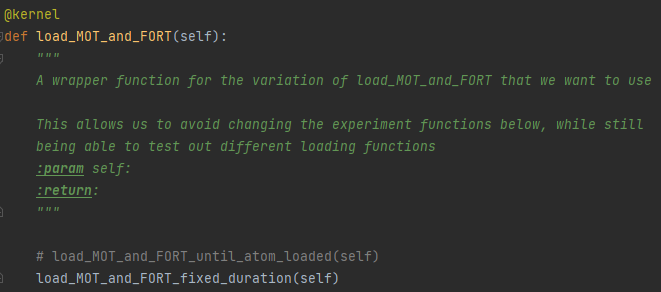 @kernel
def load_MOT_and_FORT(self):
"""
A wrapper function for the variation of load_MOT_and_FORT that we want to use
This allows us to avoid changing the experiment functions below, while still
being able to test out different loading functions
:param self:
:return:
"""
# load_MOT_and_FORT_until_atom_loaded(self)
load_MOT_and_FORT_fixed_duration(self)